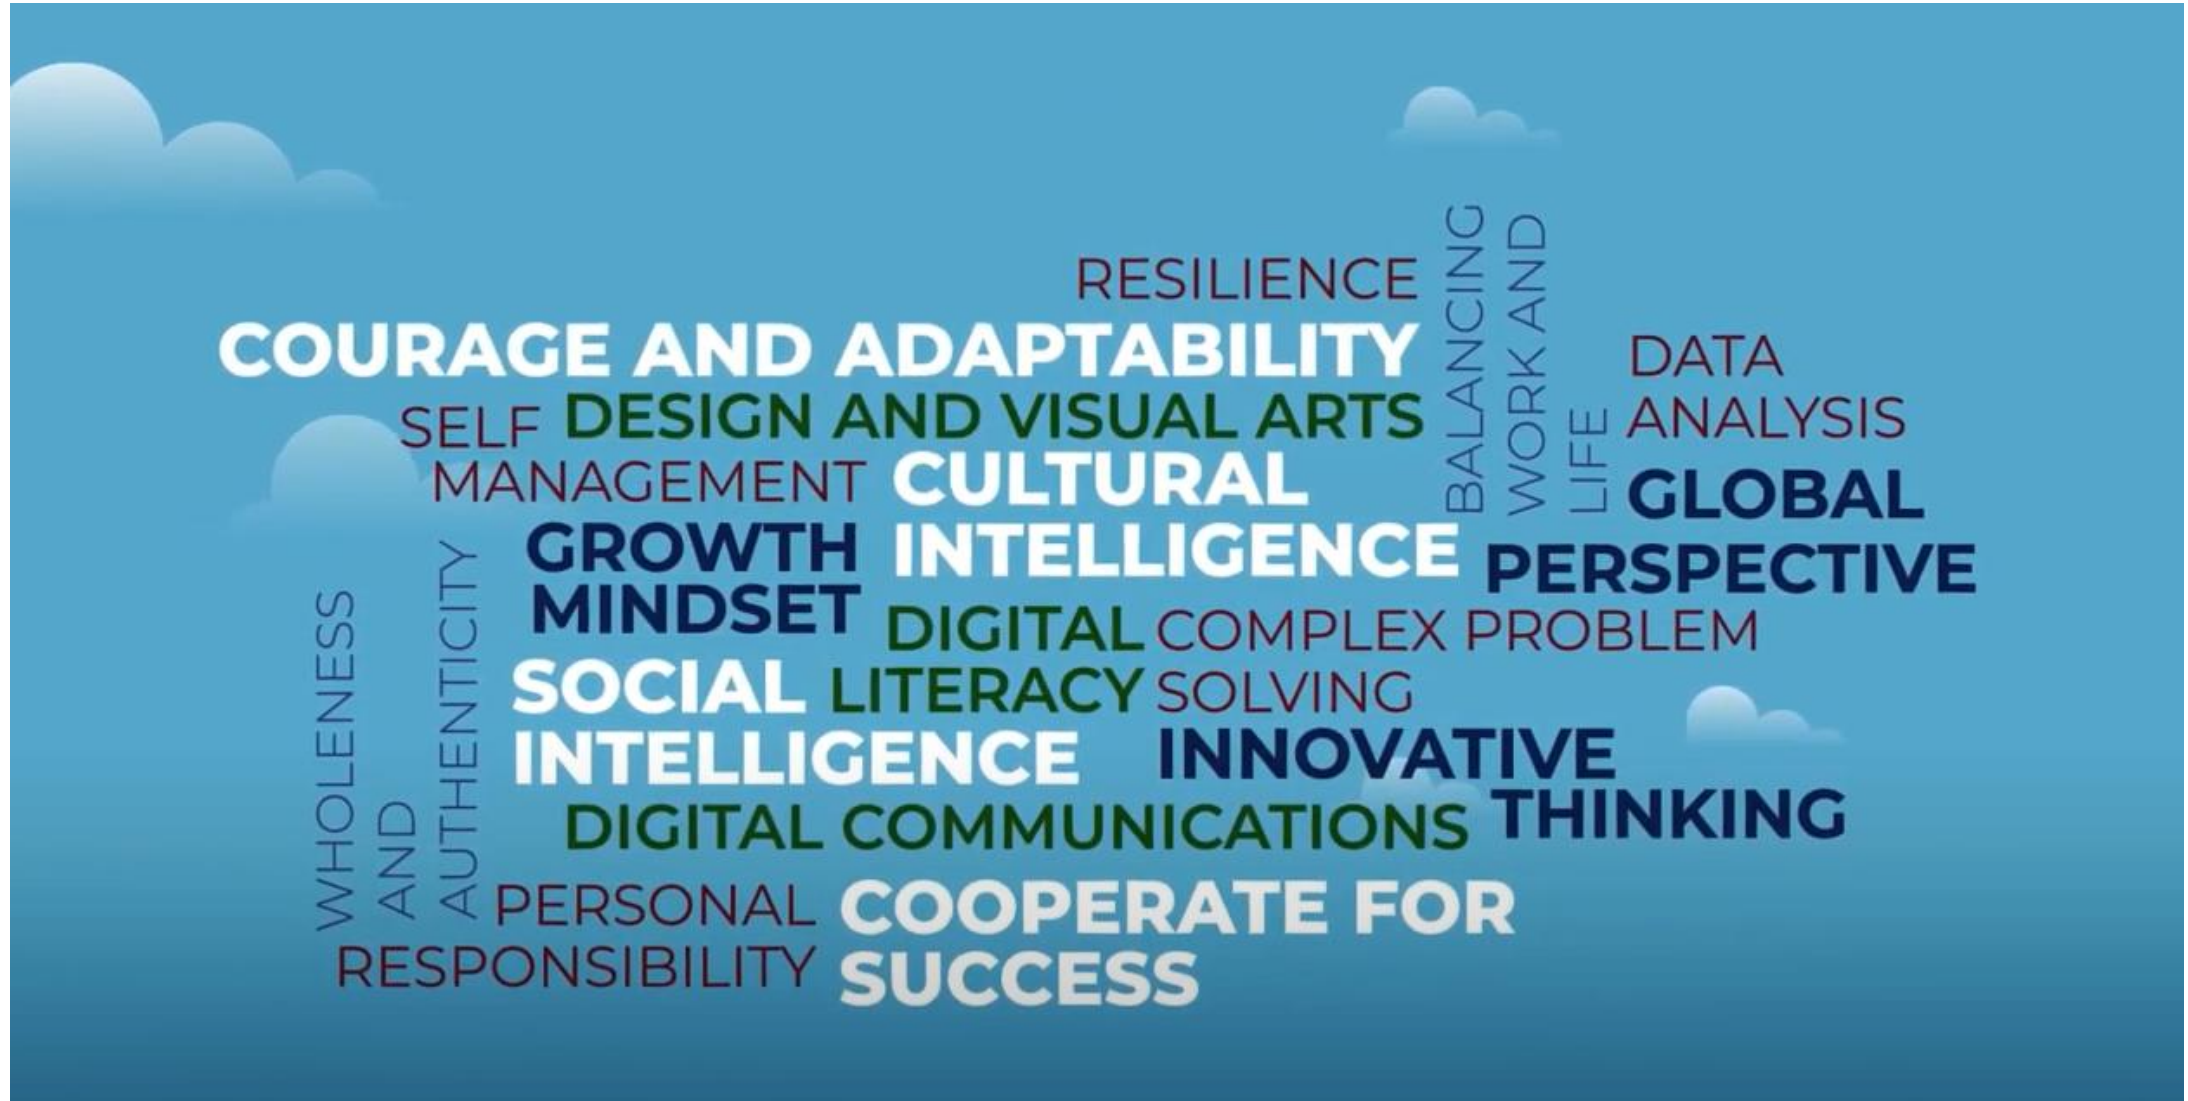 RESILIENCE
COURAGE AND ADAPTABILITY
BALANCING
WORK AND
LIFE
DATA
ANALYSIS
SELF
MANAGEMENT
DESIGN AND VISUAL ARTS
CULTURAL
INTELLIGENCE
GLOBAL
PERSPECTIVE
GROWTH
MINDSET
DIGITAL
LITERACY
COMPLEX PROBLEM
SOLVING
WHOLENESS
AND
AUTHENTICITY
SOCIAL
INTELLIGENCE
INNOVATIVE
THINKING
DIGITAL COMMUNICATIONS
PERSONAL
RESPONSIBILITY
COOPERATE FOR
SUCCESS